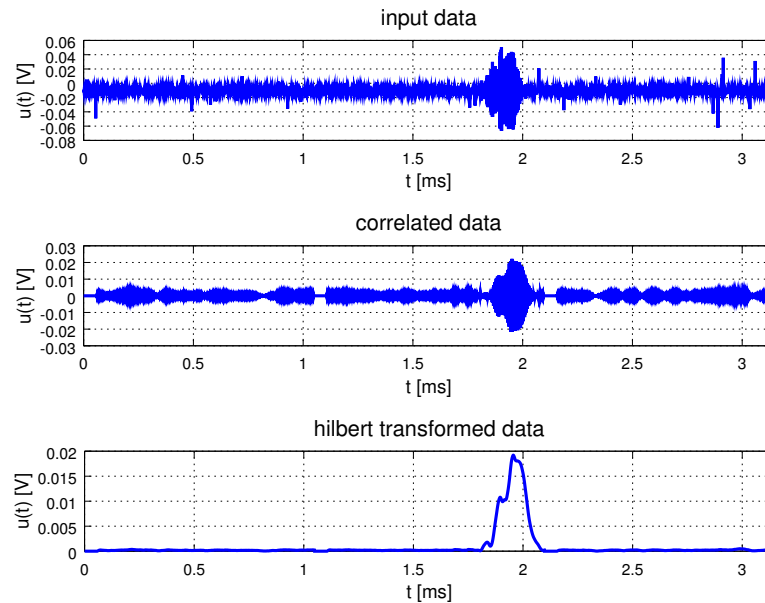 input data
0.06
0.04
0.02
0
-0.02
-0.04
-0.06
-0.08
u(t) [V]
0 0.5 1 1.5 2 2.5 3
t [ms]
correlated data
0.03
0.02
0.01
0
-0.01
-0.02
-0.03
u(t) [V]
0 0.5 1 1.5 2 2.5 3
t [ms]
hilbert transformed data
0.02
0.015
0.01
0.005
0
u(t) [V]
0 0.5 1 1.5 2 2.5 3
t [ms]